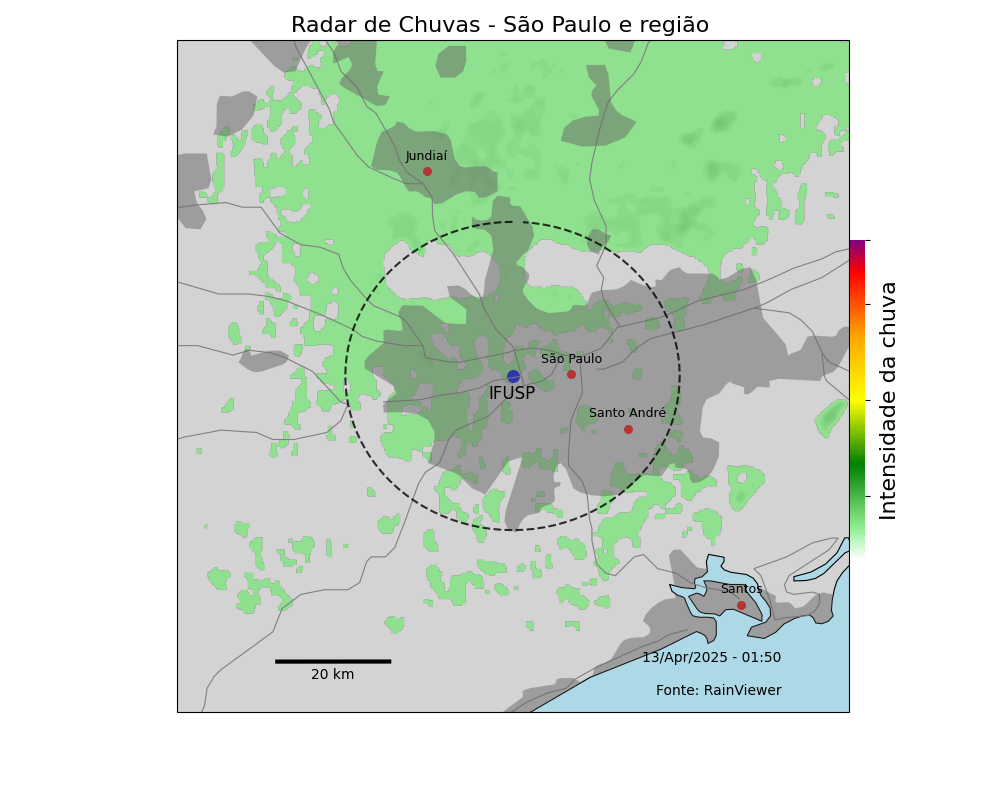 Radar de Chuvas - São Paulo e região
Jundiaí
São Paulo
IFUSP
Santo André
Intensidade da chuva
Santos
13/Apr/2025 - 01:50
20 km
Fonte: RainViewer